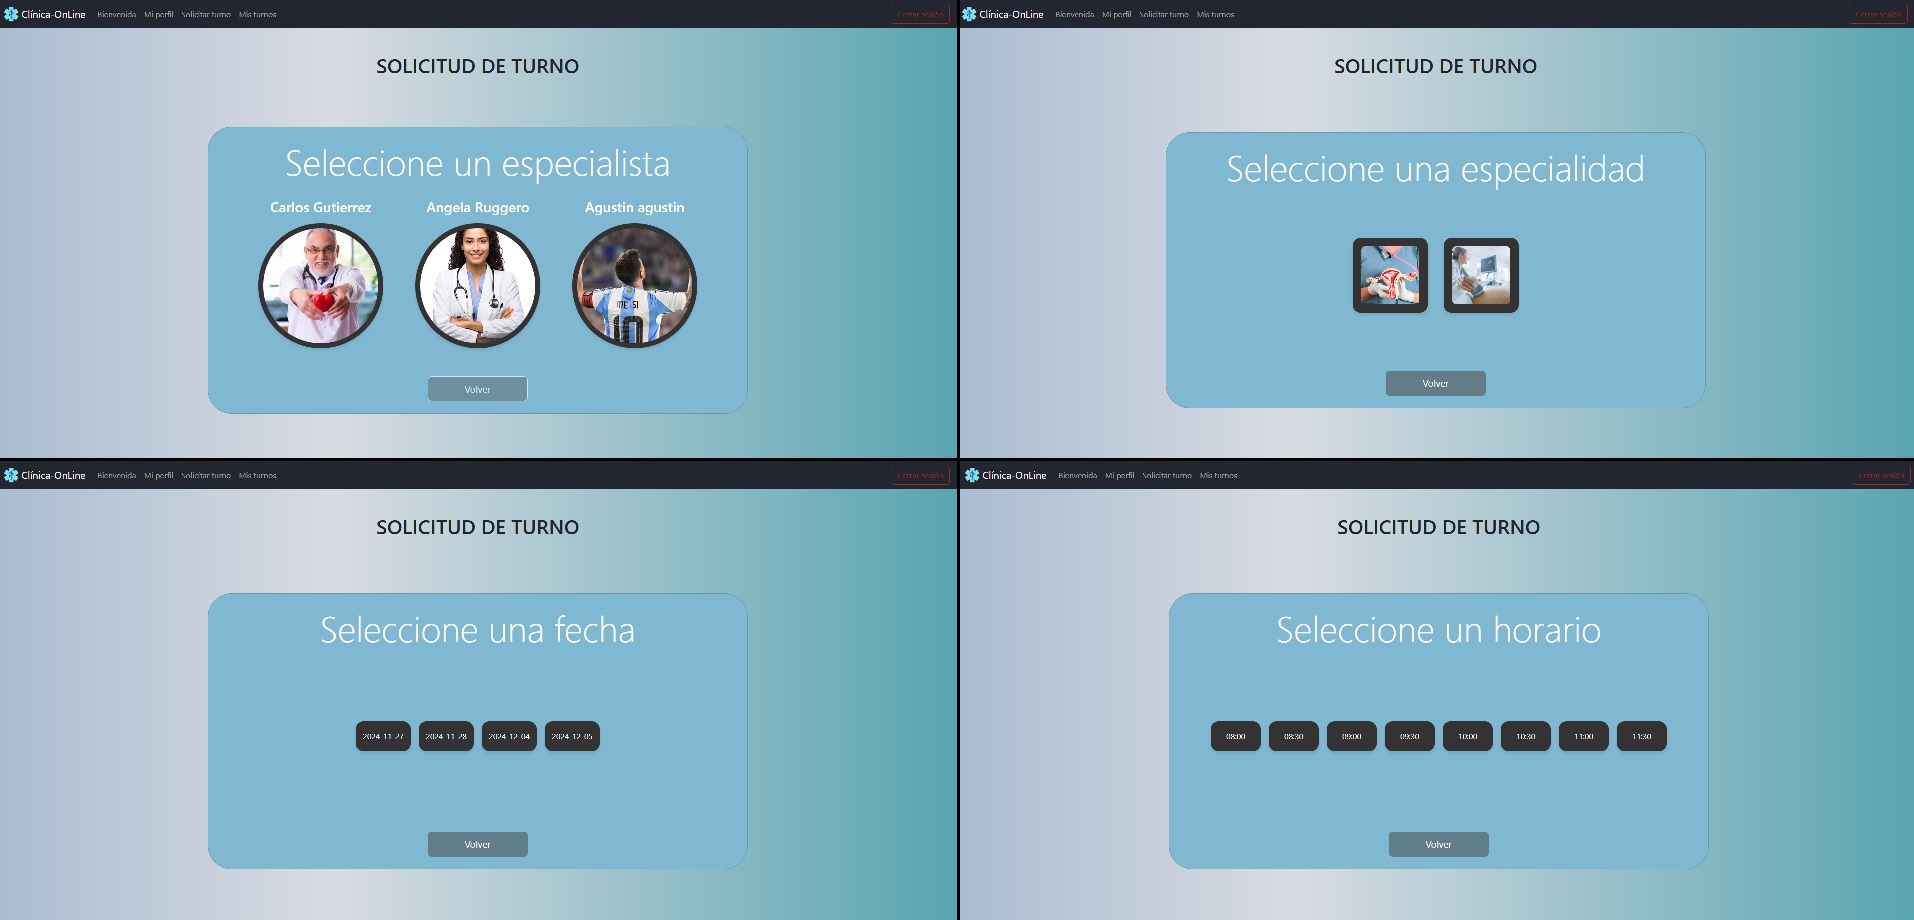 Clínica-OnLine Bienvenida Mi perfil Solicitar turno Mis turnos Cerrar sesión
SOLICITUD DE TURNO
Seleccione un especialista
Carlos Gutierrez Angela Ruggero Agustin agustin
MESSI
10
Volver
Clínica-OnLine Bienvenida Mi perfil Solicitar turno Mis turnos Cerrar sesión
SOLICITUD DE TURNO
Seleccione una especialidad
Volver
Clínica-OnLine Bienvenida Mi perfil Solicitar turno Mis turnos Cerrar sesión
SOLICITUD DE TURNO
Seleccione una fecha
2024-11-27 2024-11-28 2024-12-04 2024-12-05
Volver
Clínica-OnLine Bienvenida Mi perfil Solicitar turno Mis turnos Cerrar sesión
SOLICITUD DE TURNO
Seleccione un horario
08:00 08:30 09:00 09:30 10:00 10:30 11:00 11:30
Volver